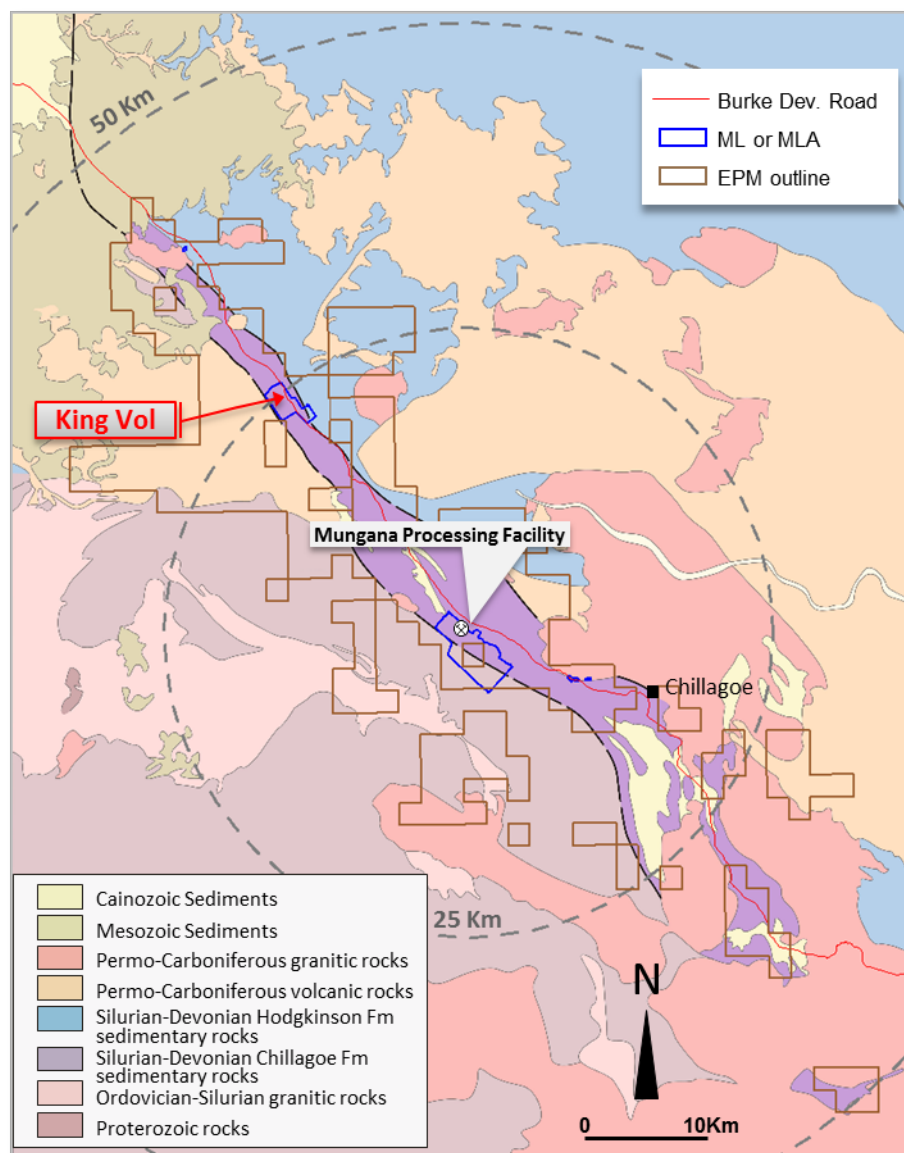 50 Km
Burke Dev. Road
ML or MLA
EPM outline
King Vol
Mungana Processing Facility
Chillagoe
25 Km
Cainozoic Sediments
Mesozoic Sediments
Permo-Carboniferous granitic rocks
Permo-Carboniferous volcanic rocks
Silurian-Devonian Hodgkinson Fm
sedimentary rocks
Silurian-Devonian Chillagoe Fm
sedimentary rocks
Ordovician-Silurian granitic rocks
Proterozoic rocks
N
0 10Km